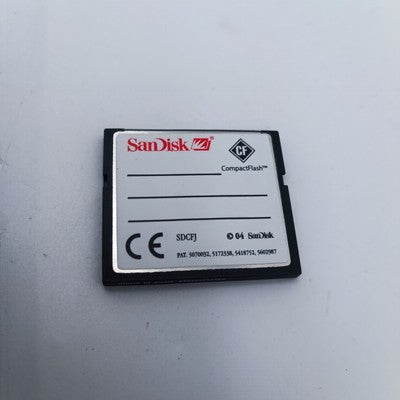 SanDisk®
CF
CompactFlash™
CE SDCFJ © 04 SanDisk
PAT. 5070032, 5172338, 5418752, 5602987